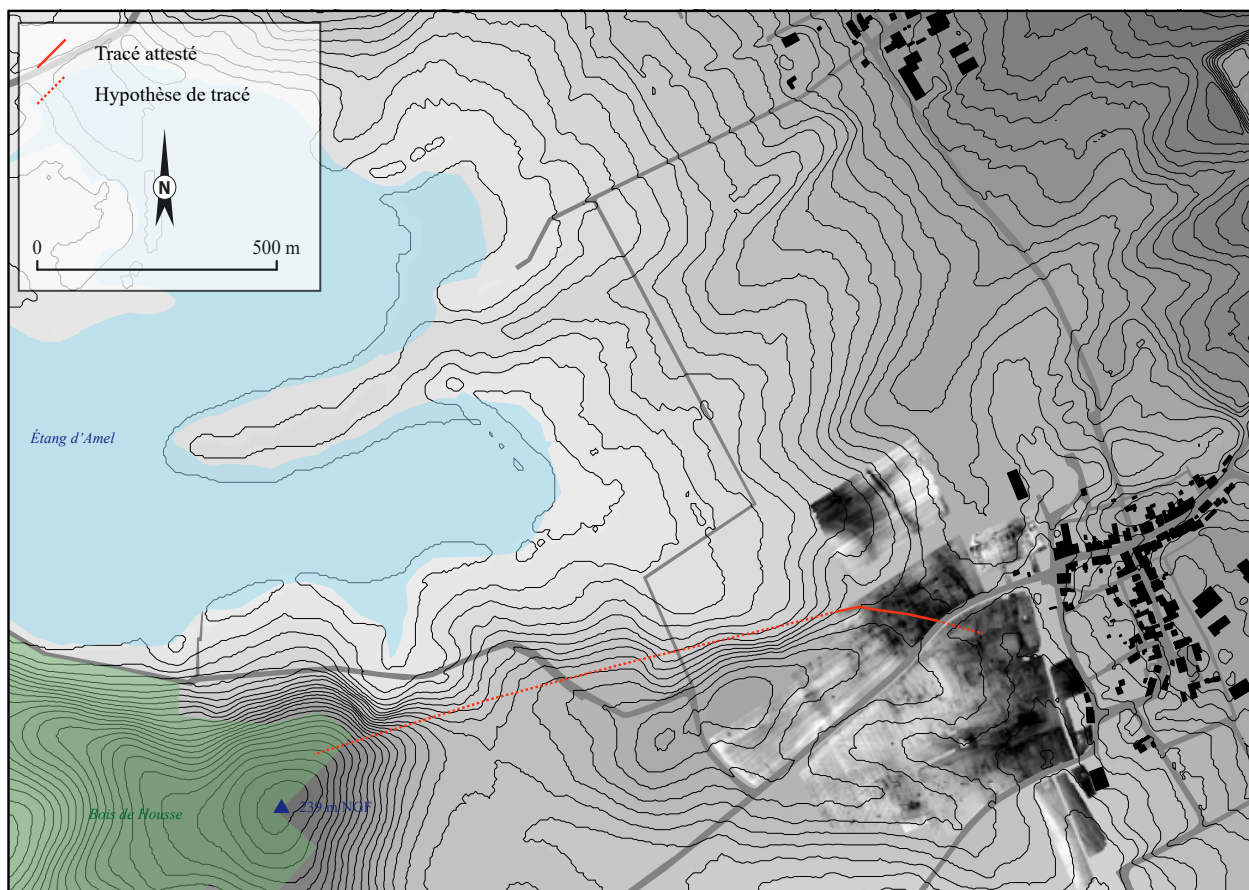 Tracé attesté
Hypothèse de tracé
N
0 500 m
Étang d'Amel
Bois de Housse
239 m NGF